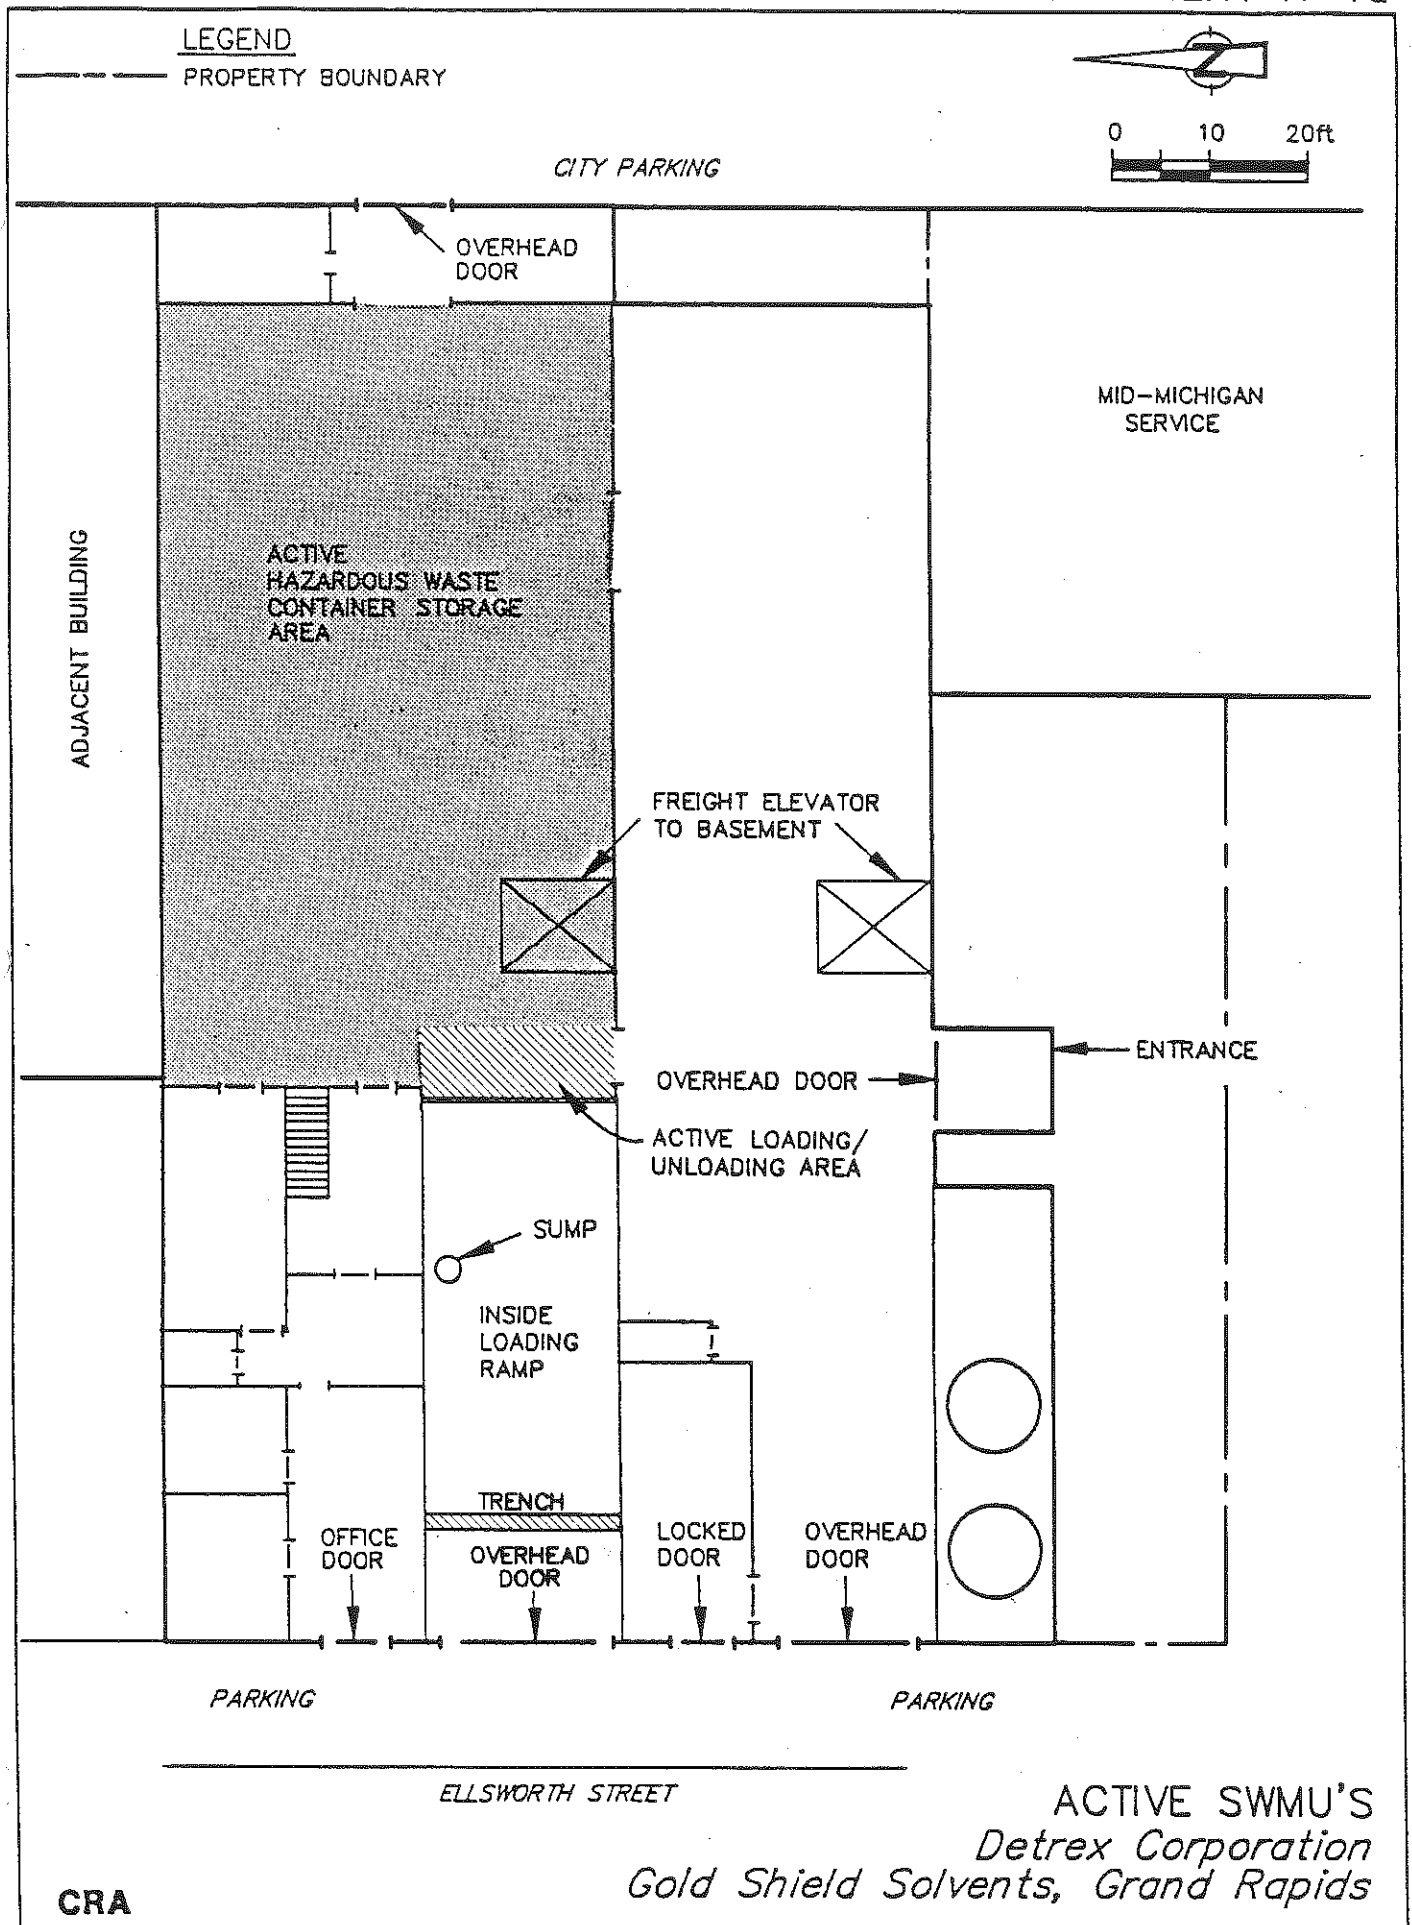 LEGEND
PROPERTY BOUNDARY
Z
0 10 20ft
CITY PARKING
OVERHEAD
DOOR
MID-MICHIGAN
SERVICE
ADJACENT BUILDING
ACTIVE
HAZARDOUS WASTE
CONTAINER STORAGE
AREA
FREIGHT ELEVATOR
TO BASEMENT
ENTRANCE
OVERHEAD DOOR
ACTIVE LOADING/
UNLOADING AREA
SUMP
INSIDE
LOADING
RAMP
TRENCH
OFFICE
DOOR
OVERHEAD
DOOR
LOCKED
DOOR
OVERHEAD
DOOR
PARKING
PARKING
ELLSWORTH STREET
ACTIVE SWMU'S
Detrex Corporation
Gold Shield Solvents, Grand Rapids
CRA